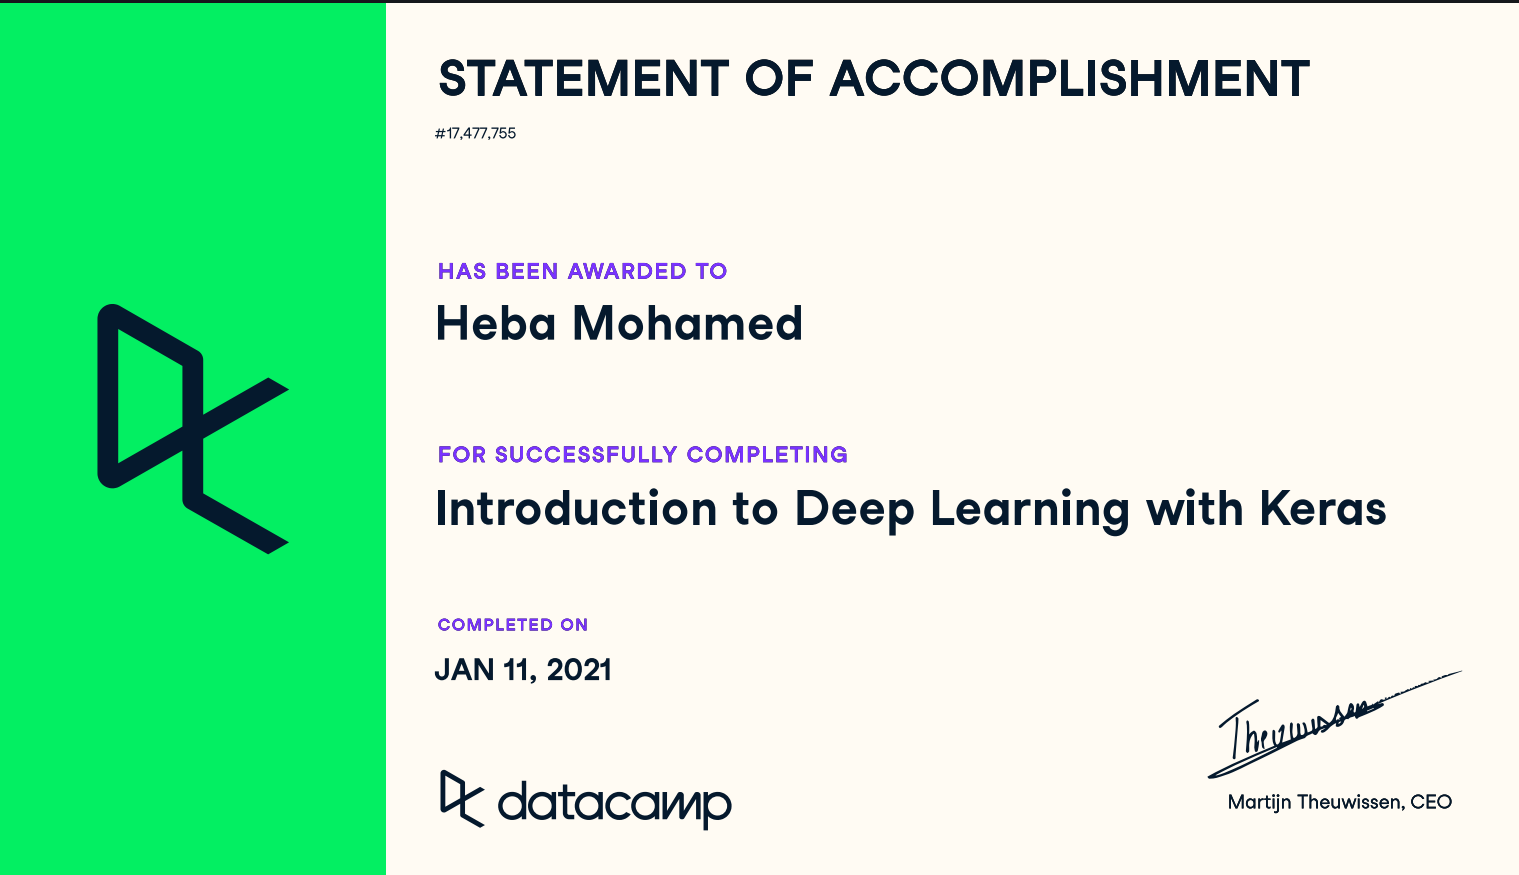 STATEMENT OF ACCOMPLISHMENT
#17,477,755
HAS BEEN AWARDED TO
Heba Mohamed
FOR SUCCESSFULLY COMPLETING
Introduction to Deep Learning with Keras
COMPLETED ON
JAN 11, 2021
Theuwissen
datacamp
Martijn Theuwissen, CEO